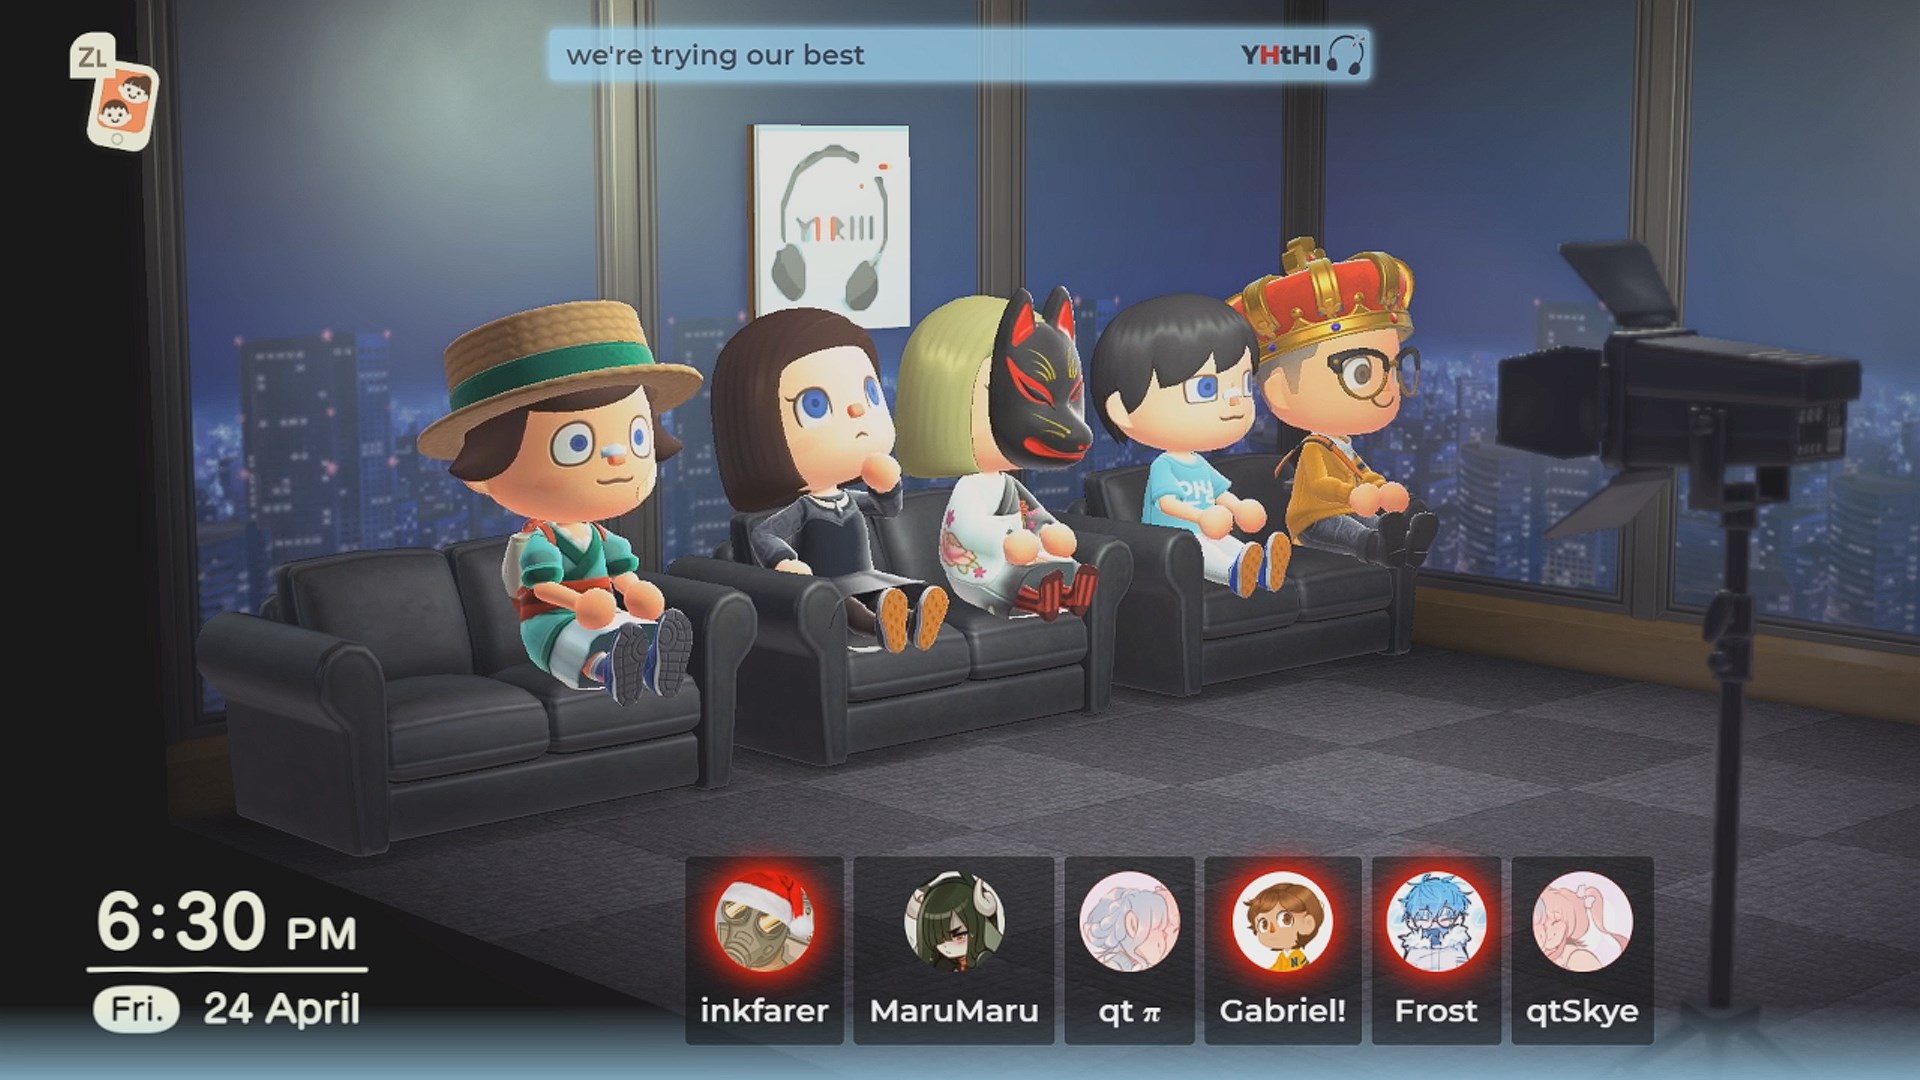 ZL
we're trying our best
YHtHI
6:30 PM
Fri. 24 April
inkfarer
MaruMaru
qt π
Gabriel!
Frost
qtSkye